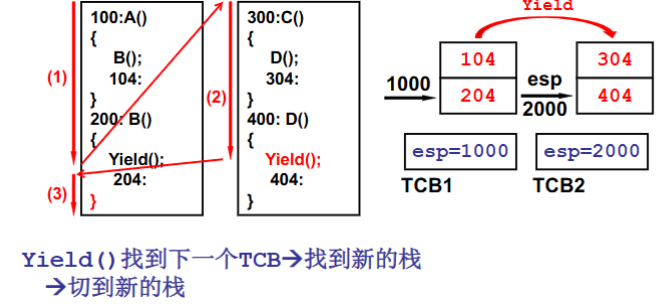 100:A()
{
B();
104:
}
200: B()
{
Yield();
204:
}
(1)
(2)
(3)
300:C()
{
D();
304:
}
400: D()
{
Yield();
404:
}
Yield
1000
104
204
esp
2000
304
404
esp=1000
esp=2000
TCB1
TCB2
Yield()找到下一个TCB→找到新的栈
→切到新的栈